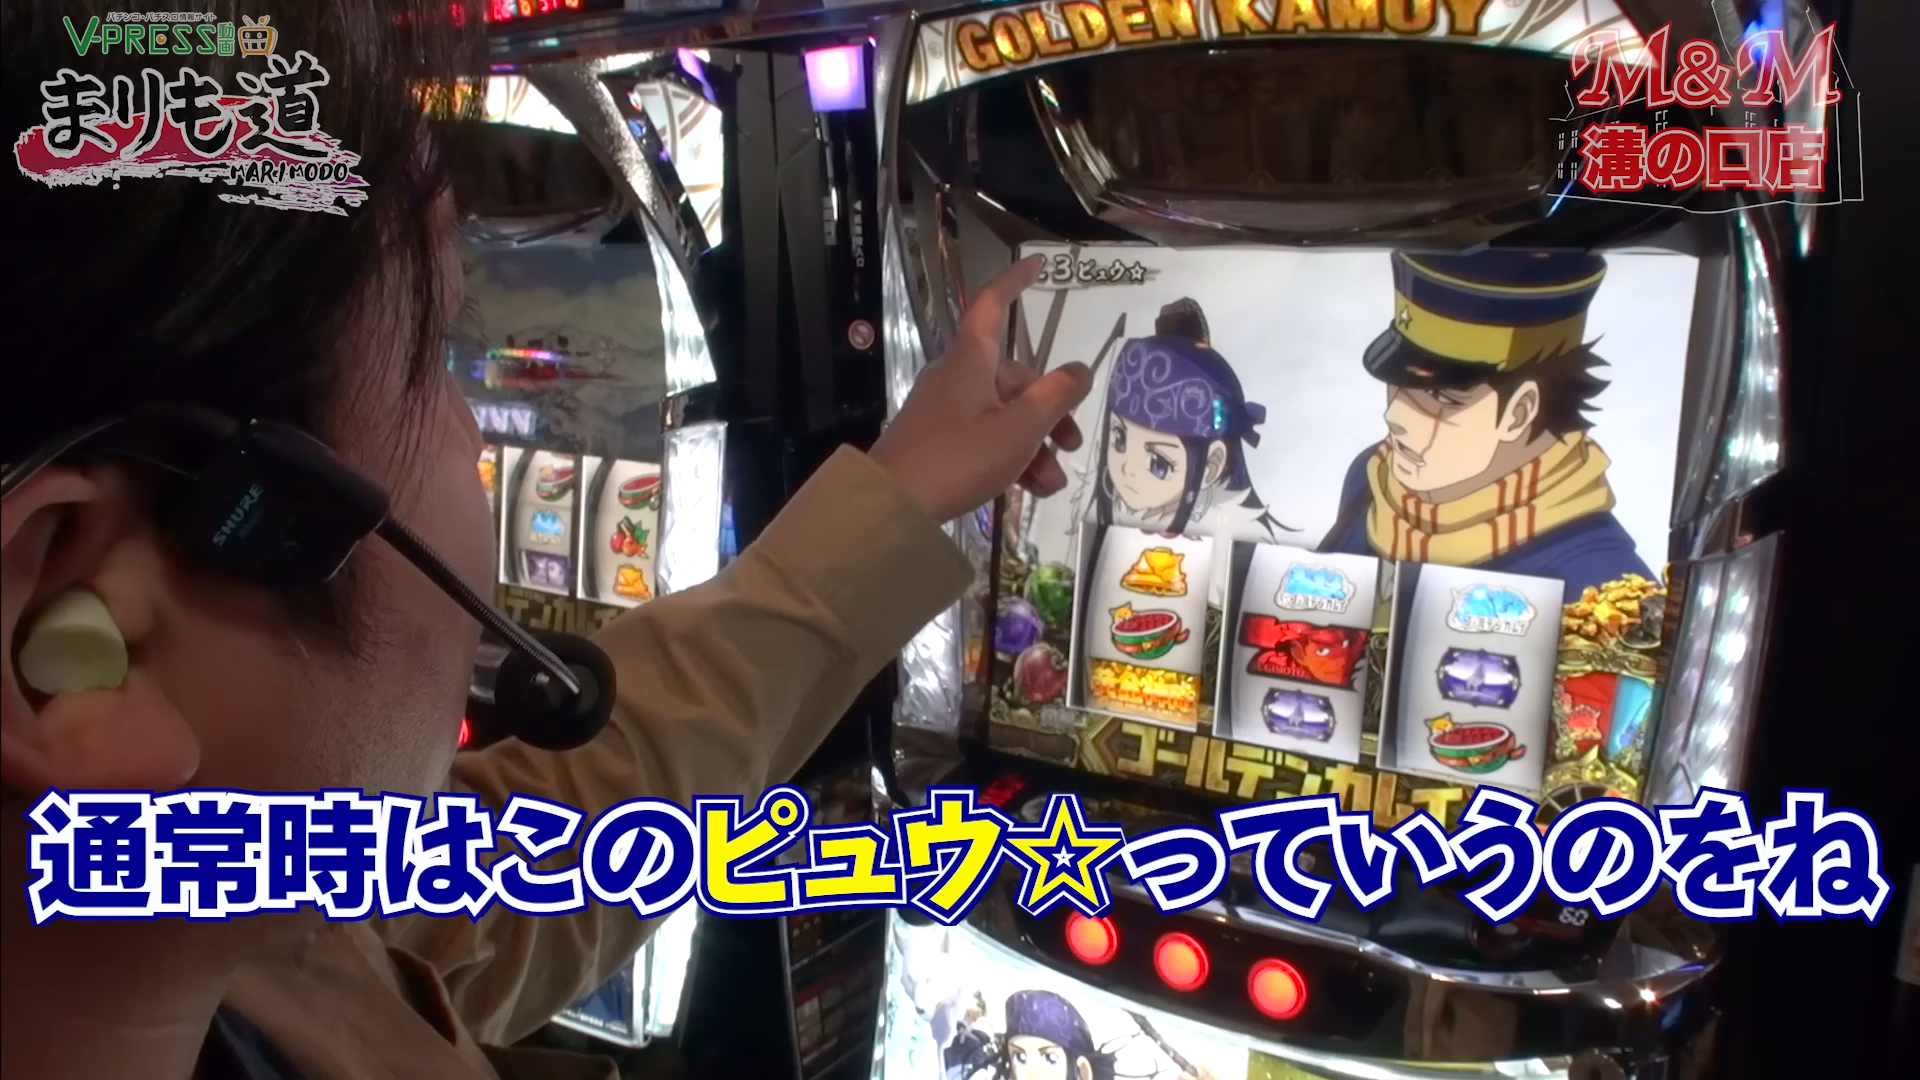 パチンコ・パチスロ情報サイト
V-PRESS動画
まりも道
MARIMODO
GOLDEN KAMUY
M&M
溝の口店
3ピュウ☆
SHURE
ゴールデンカムイ
通常時はこのピュウ☆っていうのをね
60